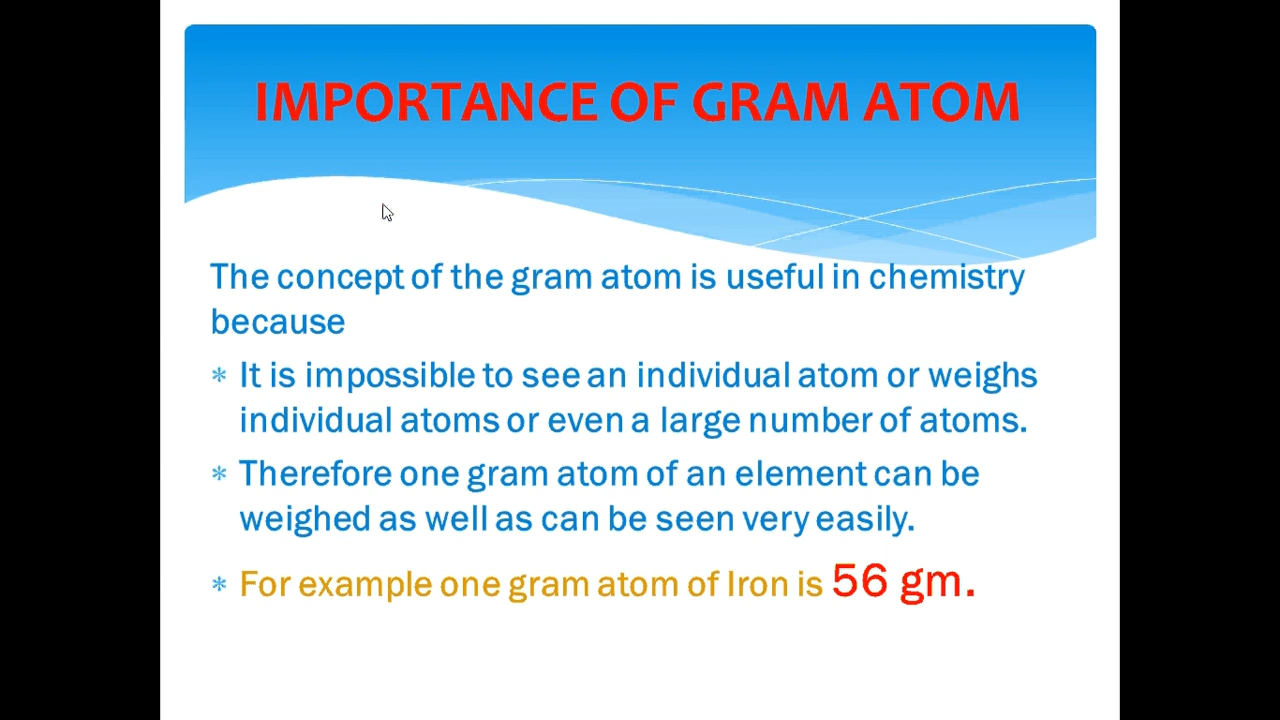 IMPORTANCE OF GRAM ATOM
The concept of the gram atom is useful in chemistry
because
* It is impossible to see an individual atom or weighs
individual atoms or even a large number of atoms.
* Therefore one gram atom of an element can be
weighed as well as can be seen very easily.
* For example one gram atom of Iron is 56 gm.